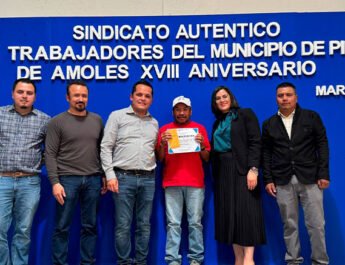 SINDICATO AUTENTICO
TRABAJADORES DEL MUNICIPIO DE PI
DE AMOLES XVIII ANIVERSARIO
MAR